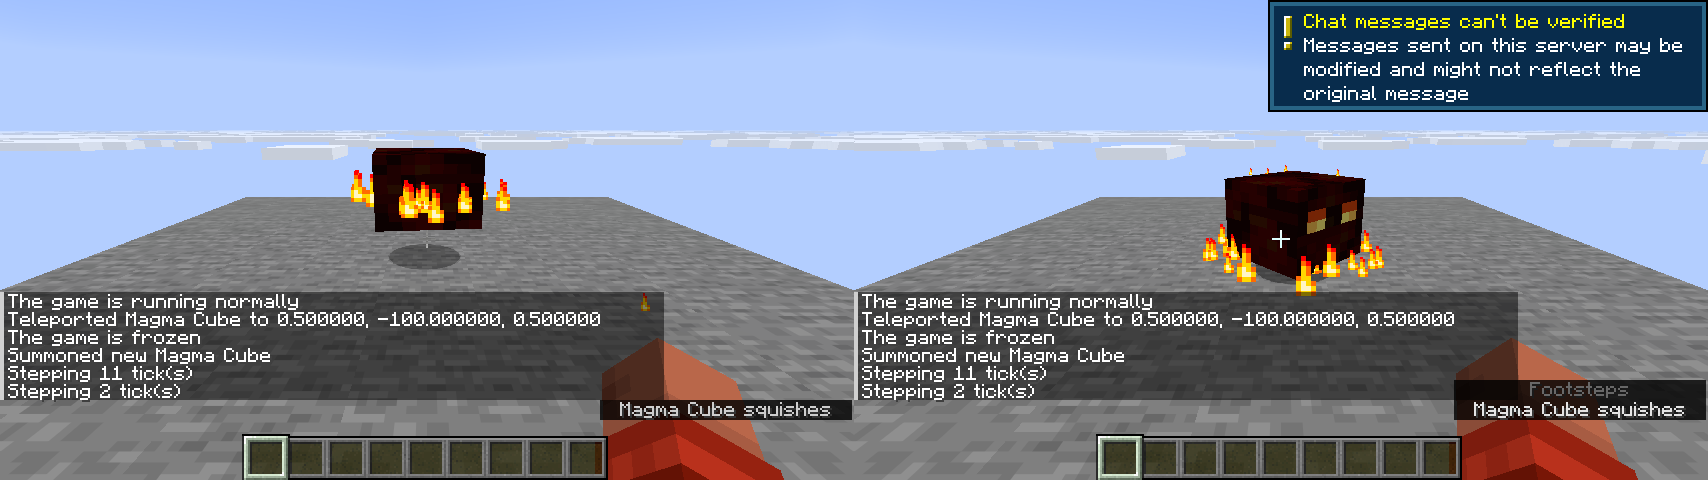 The game is running normally
Teleported Magma Cube to 0.500000, -100.000000, 0.500000
The game is frozen
Summoned new Magma Cube
Stepping 11 tick(s)
Stepping 2 tick(s)
Magma Cube squishes
Chat messages can't be verified
Messages sent on this server may be
modified and might not reflect the
original message
The game is running normally
Teleported Magma Cube to 0.500000, -100.000000, 0.500000
The game is frozen
Summoned new Magma Cube
Stepping 11 tick(s)
Stepping 2 tick(s)
Footsteps
Magma Cube squishes